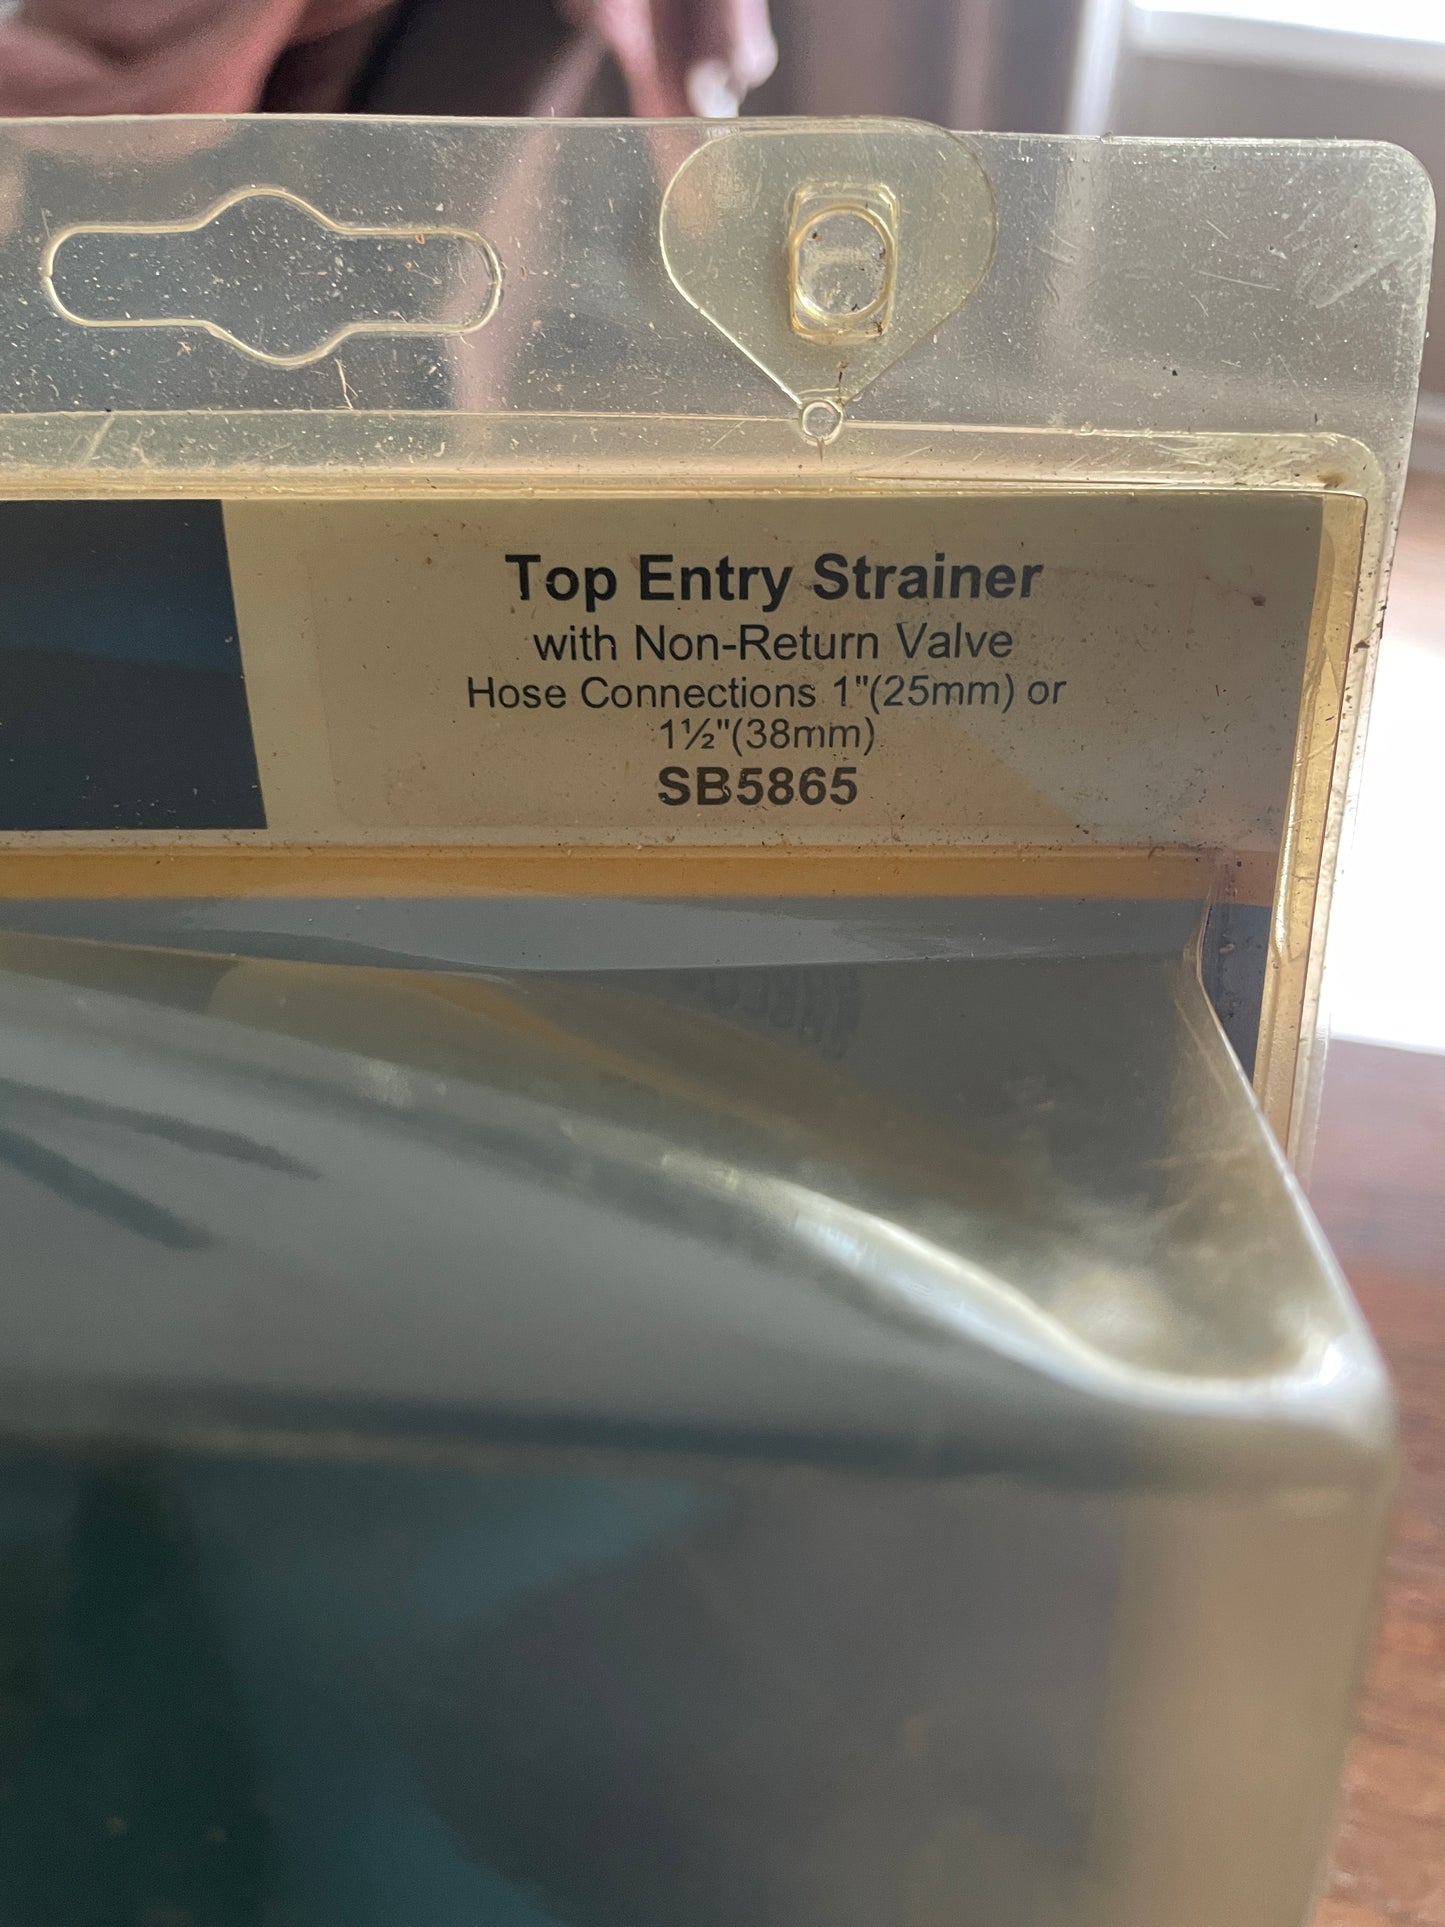 Top Entry Strainer
with Non-Return Valve
Hose Connections 1"(25mm) or
1½"(38mm)
SB5865